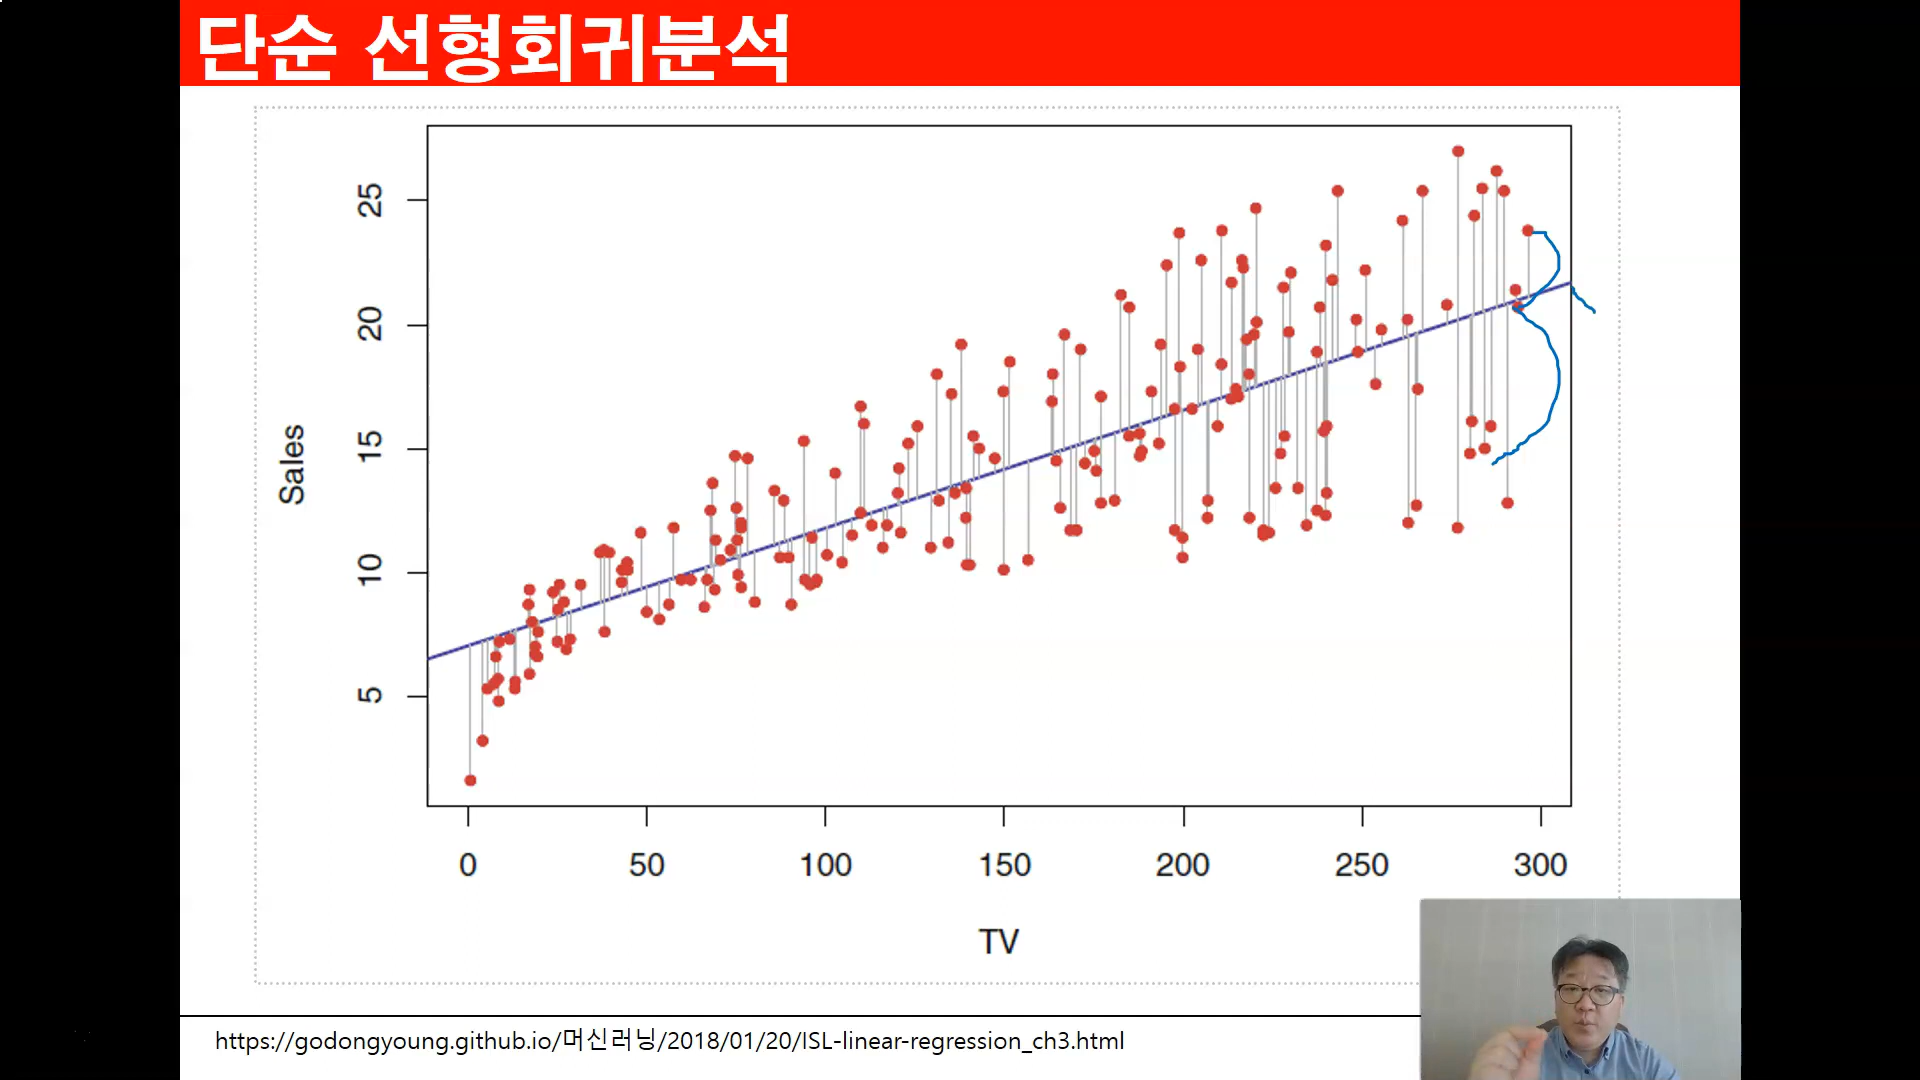 단순 선형회귀분석
25
20
15
10
5
Sales
0 50 100 150 200 250 300
TV
https://godongyoung.github.io/머신러닝/2018/01/20/ISL-linear-regression_ch3.html